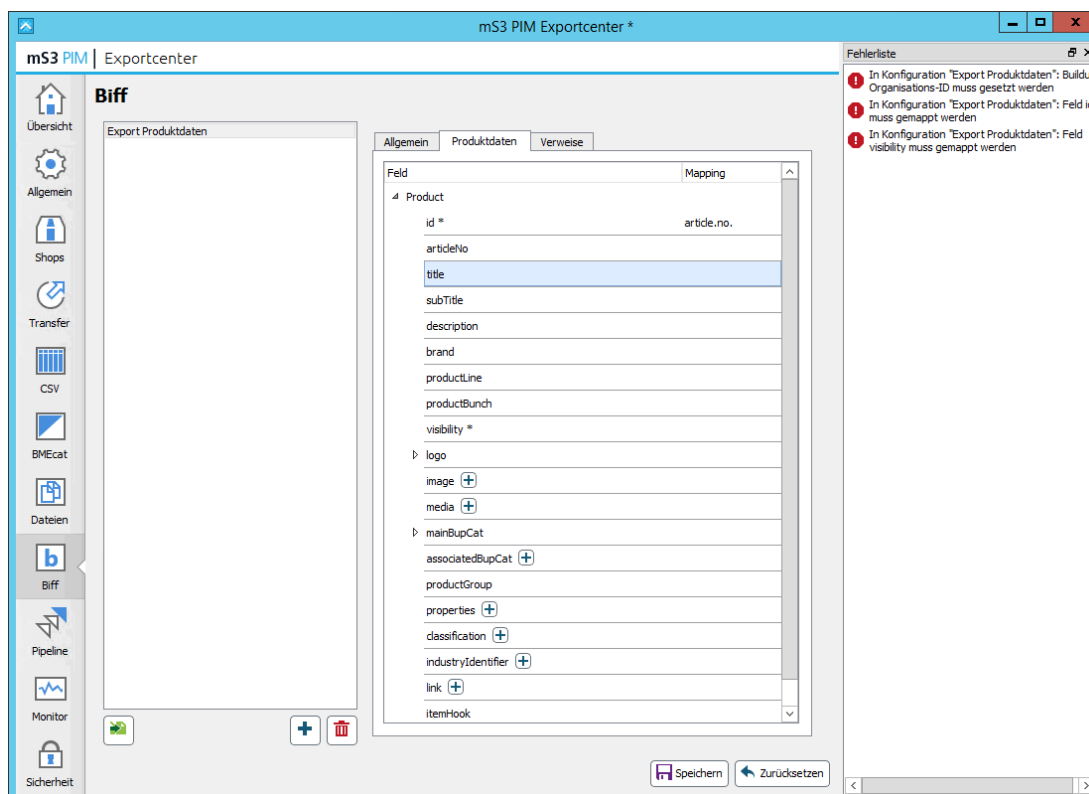 mS3 PIM Exportcenter *
mS3 PIM | Exportcenter
Übersicht
Allgemein
Shops
Transfer
CSV
BMEcat
Dateien
b
Biff
Pipeline
Monitor
Sicherheit
Biff
Export Produktdaten
Allgemein Produktdaten Verweise
Feld Mapping
Product
id * article.no.
articleNo
title
subTitle
description
brand
productLine
productBunch
visibility *
logo
image
media
mainBupCat
associatedBupCat
productGroup
properties
classification
industryIdentifier
link
itemHook
Speichern Zurücksetzen
Fehlerliste
In Konfiguration "Export Produktdaten":
Organisations-ID muss gesetzt werden
In Konfiguration "Export Produktdaten": Feld
muss gemappt werden
In Konfiguration "Export Produktdaten": Feld
visibility muss gemappt werden